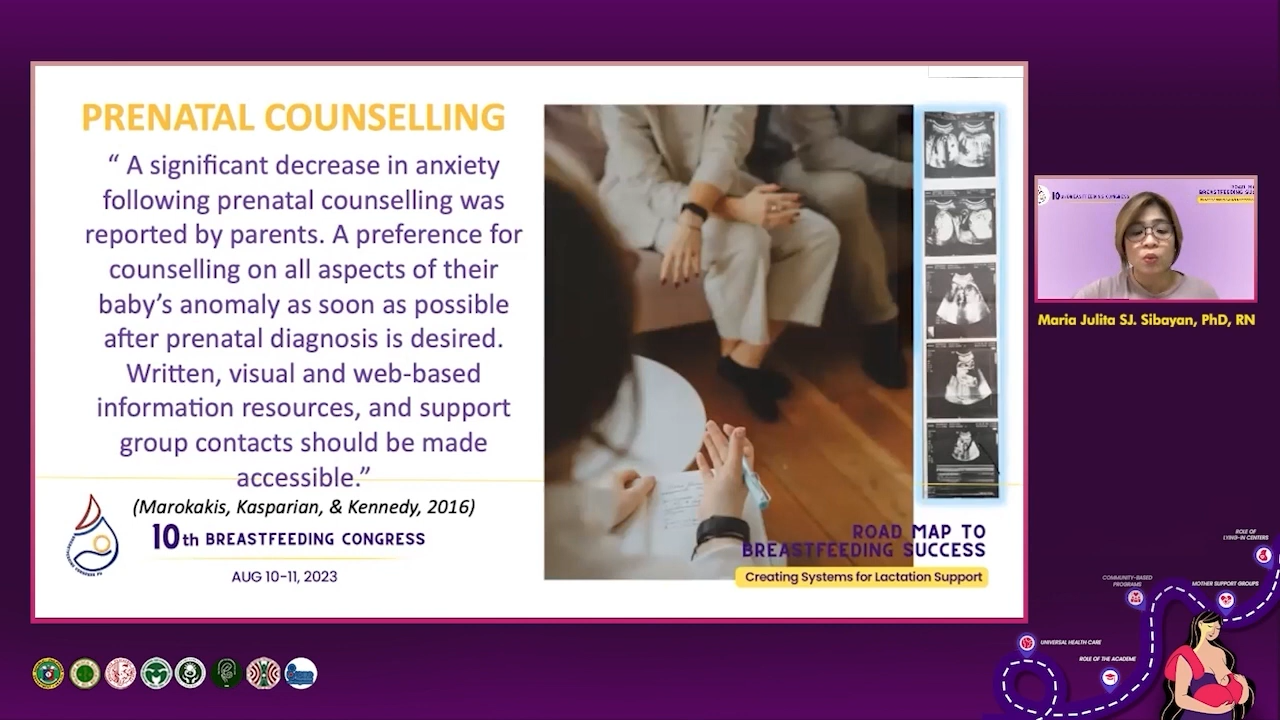 PRENATAL COUNSELLING
“ A significant decrease in anxiety
following prenatal counselling was
reported by parents. A preference for
counselling on all aspects of their
baby’s anomaly as soon as possible
after prenatal diagnosis is desired.
Written, visual and web-based
information resources, and support
group contacts should be made
accessible.”
(Marokakis, Kasparian, & Kennedy, 2016)
10th BREASTFEEDING CONGRESS
AUG 10-11, 2023
ROAD MAP TO
BREASTFEEDING SUCCESS
Creating Systems for Lactation Support
10th BREASTFEEDING CONGRESS
Maria Julita SJ. Sibayan, PhD, RN
ROLE OF
LYING-IN CENTERS
COMMUNITY-BASED
PROGRAMS
MOTHER SUPPORT GROUPS
UNIVERSAL HEALTH CARE
ROLE OF THE ACADEME